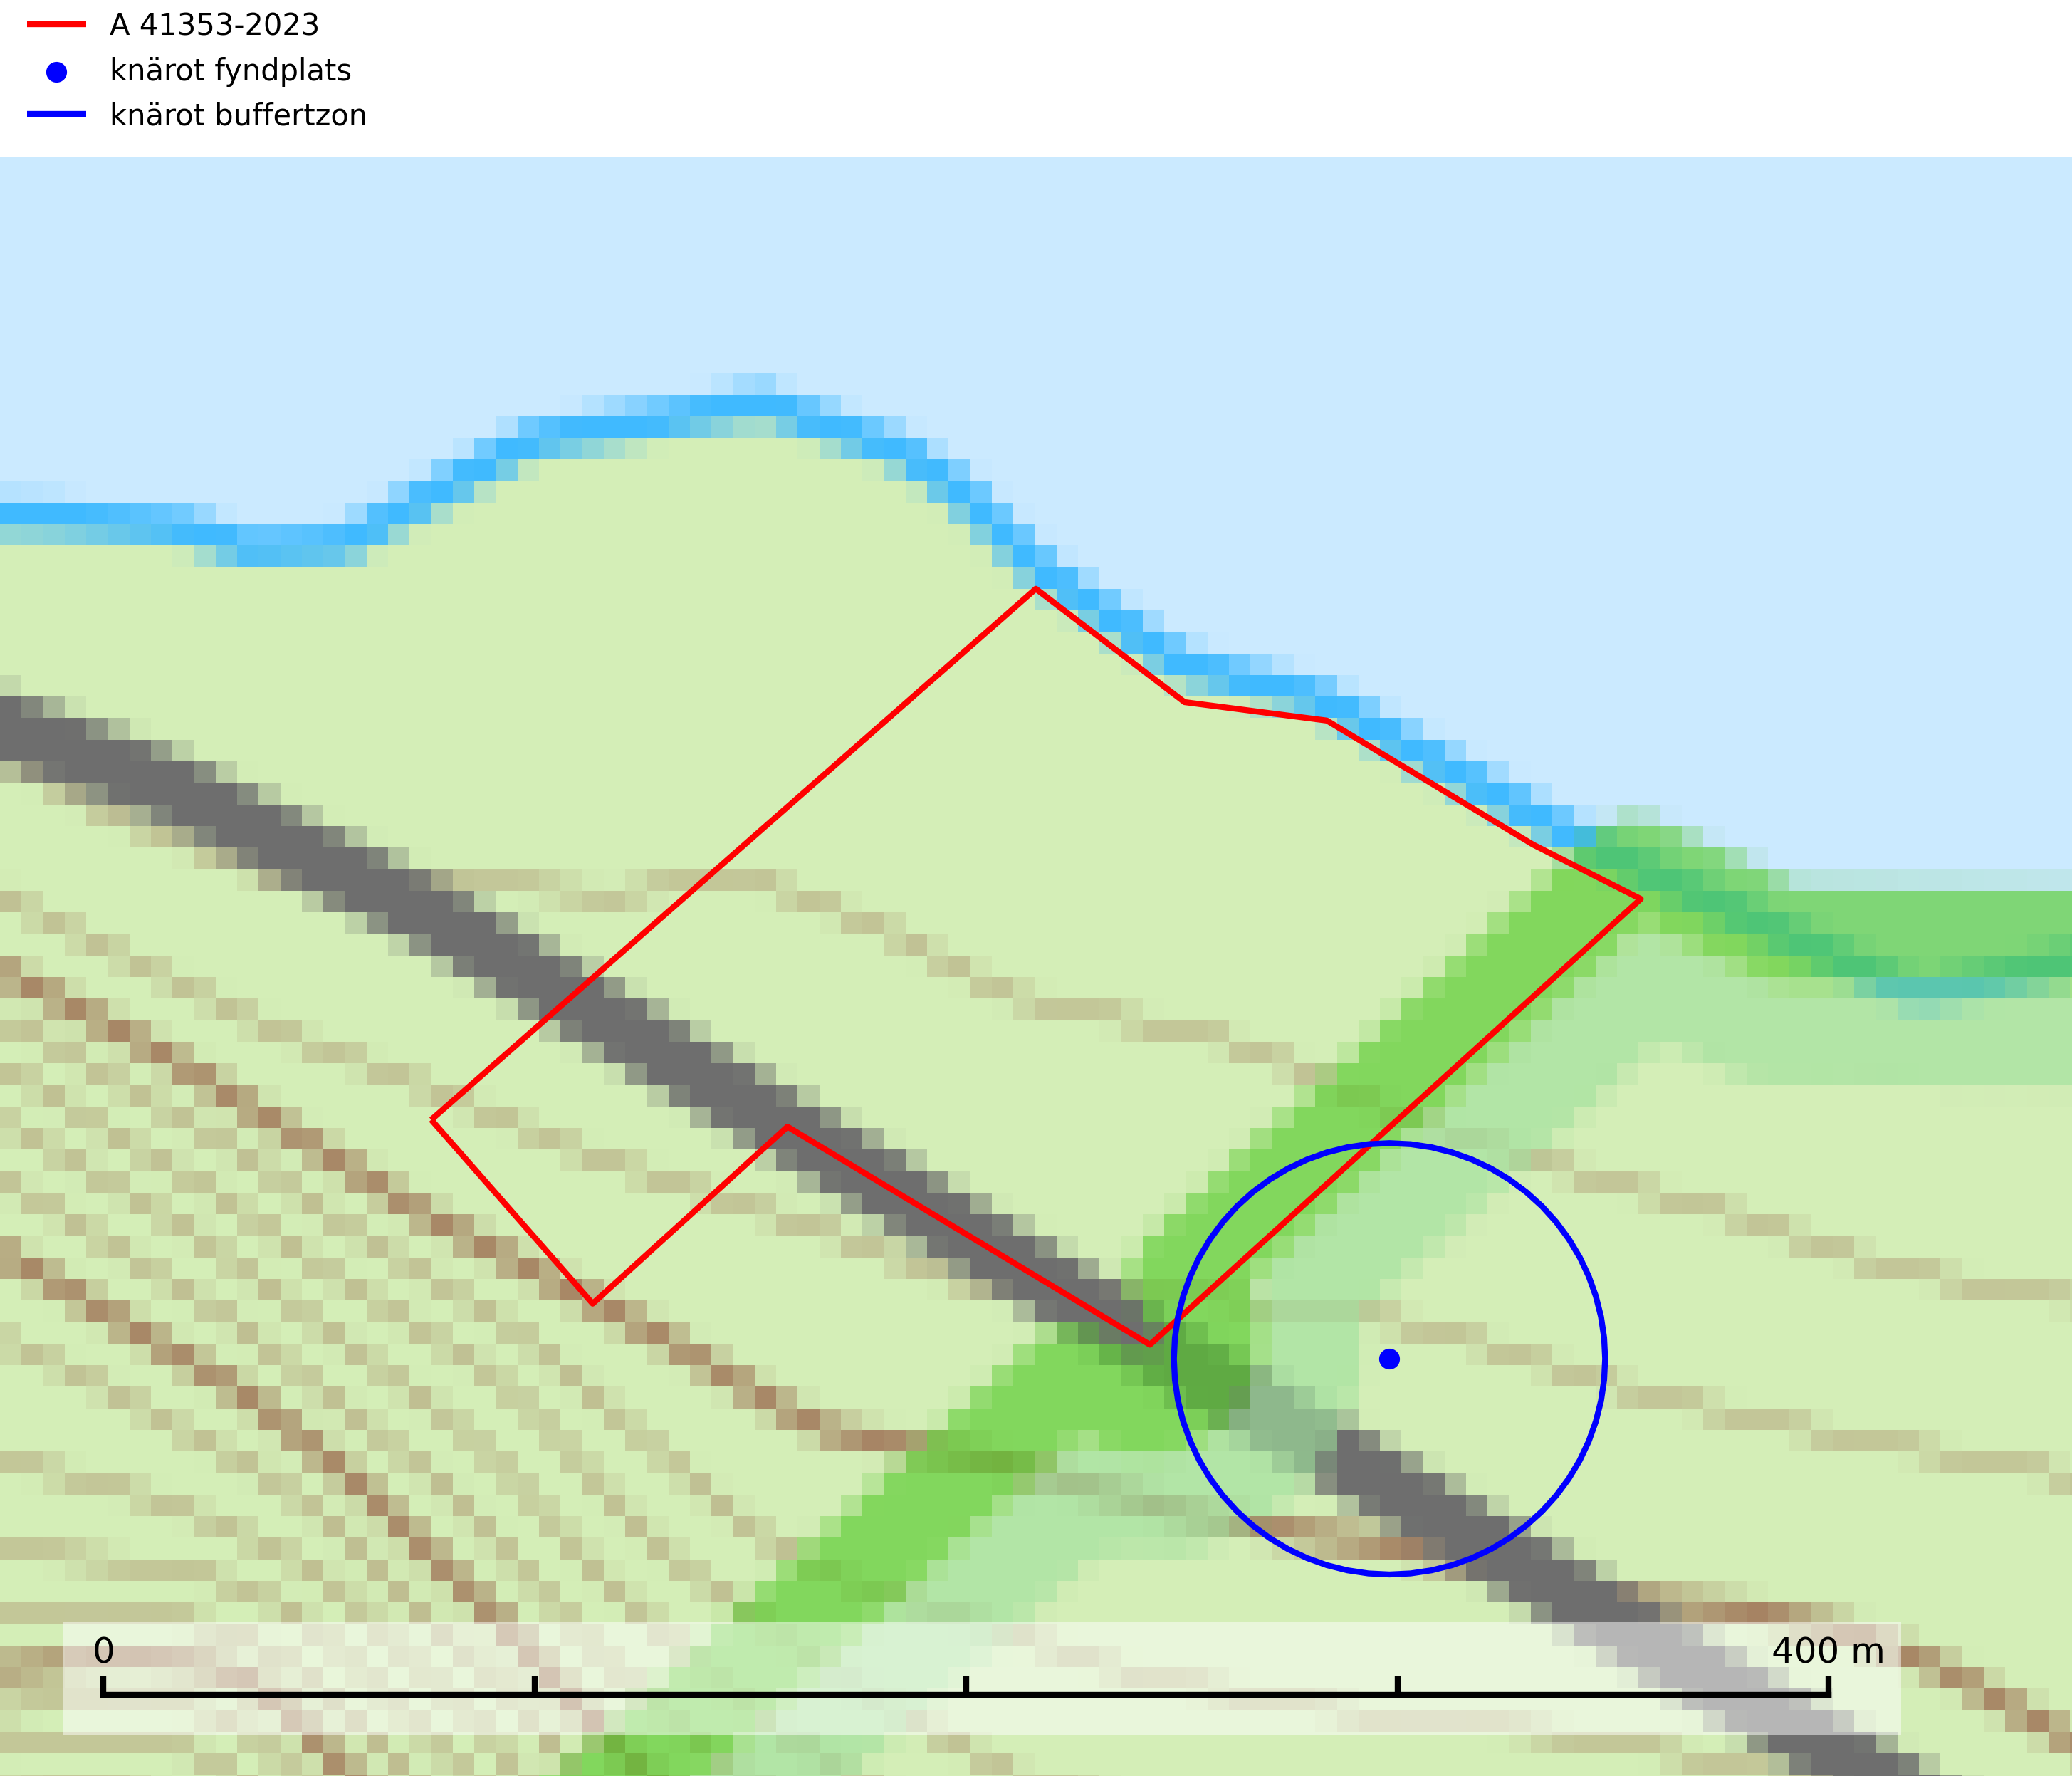 A 41353-2023
knärot fyndplats
knärot buffertzon
0 400 m